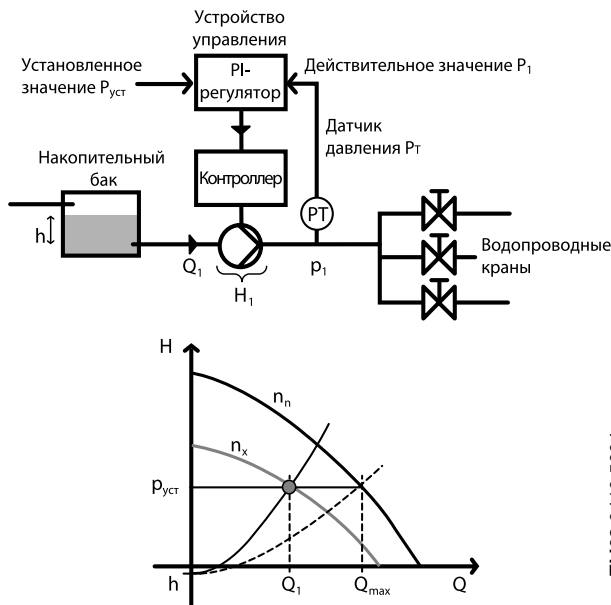 Устройство
управления
Установленное
значение Pуст
PI-
регулятор
Действительное значение P₁
Датчик
давления Pт
Накопительный
бак
Контроллер
PT
h
Q₁
H₁
p₁
Водопроводные
краны
H
nₙ
nₓ
pуст
h
Q₁
Qmax
Q